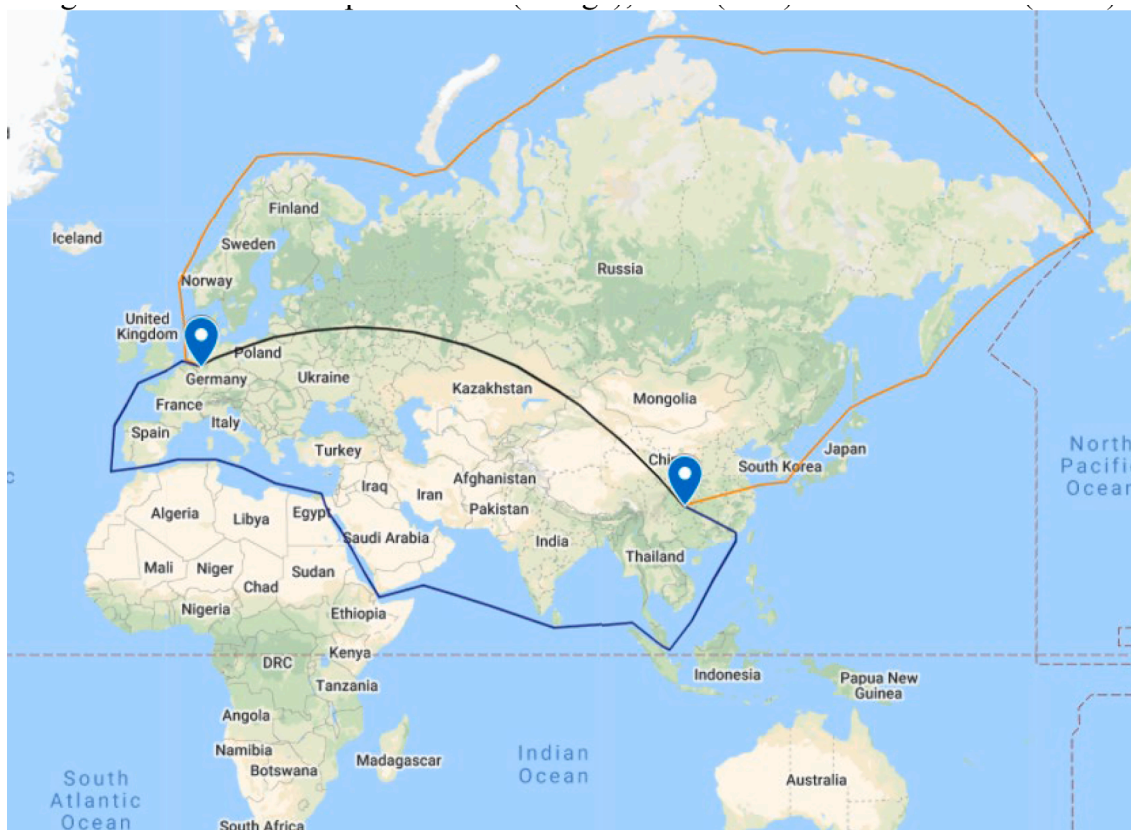 Iceland
Finland
Sweden
Norway
Russia
United
Kingdom
Poland
Germany
Ukraine
France
Kazakhstan
Mongolia
Italy
Spain
Turkey
South Korea
Japan
North
Ocean
Iraq
Iran
Afghanistan
Pakistan
Algeria
Libya
Egypt
Saudi Arabia
India
Thailand
Mali
Niger
Chad
Sudan
Nigeria
Ethiopia
DRC
Kenya
Tanzania
Indonesia
Papua New
Guinea
Angola
Namibia
Botswana
Madagascar
Indian
Ocean
Australia
South
Atlantic
Ocean
South Africa